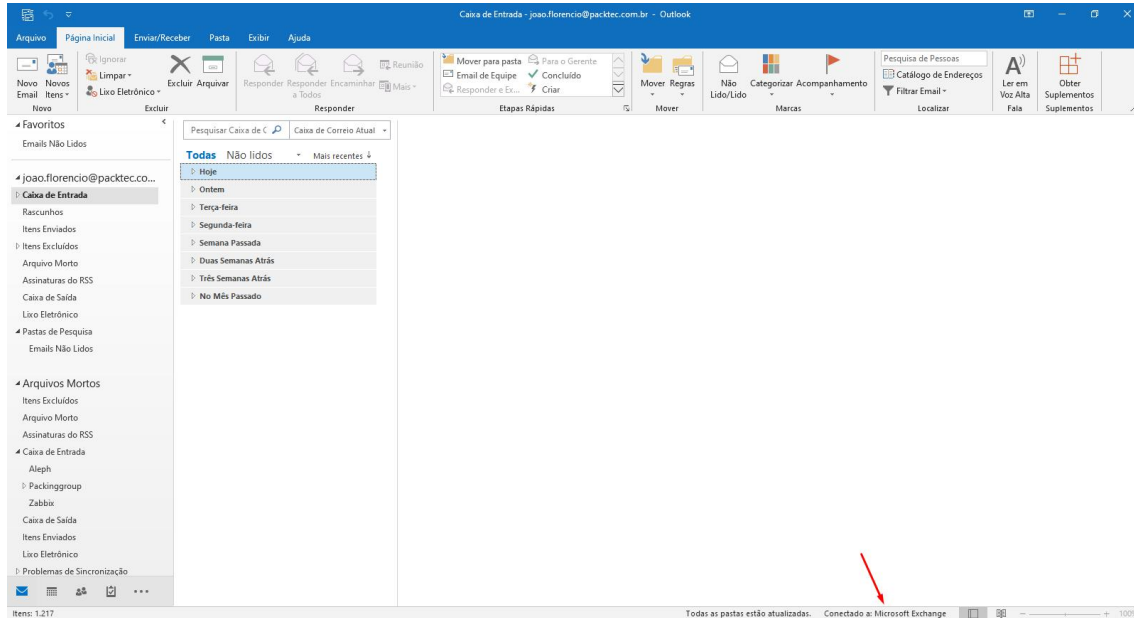 Caixa de Entrada - joao.florencio@packtec.com.br - Outlook
Arquivo Página Inicial Enviar/Receber Pasta Exibir Ajuda
Novo Email
Novos Itens
Ignorar
Limpar
Lixo Eletrônico
Excluir
Arquivar
Responder
Responder a Todos
Encaminhar
Reunião
Mais
Mover para pasta
Email de Equipe
Responder e Ex...
Para o Gerente
Concluído
Criar
Mover
Regras
Não Lido/Lido
Categorizar
Acompanhamento
Pesquisa de Pessoas
Catálogo de Endereços
Filtrar Email
Ler em Voz Alta
Obter Suplementos
Novo Excluir Responder Etapas Rápidas Mover Marcas Localizar Fala Suplementos
Favoritos
Emails Não Lidos
joao.florencio@packtec.co...
Caixa de Entrada
Rascunhos
Itens Enviados
Itens Excluídos
Arquivo Morto
Assinaturas do RSS
Caixa de Saída
Lixo Eletrônico
Pastas de Pesquisa
Emails Não Lidos
Arquivos Mortos
Itens Excluídos
Arquivo Morto
Assinaturas do RSS
Caixa de Entrada
Aleph
Packinggroup
Zabbix
Caixa de Saída
Itens Enviados
Lixo Eletrônico
Problemas de Sincronização
Pesquisar Caixa de C
Caixa de Correio Atual
Todas Não lidos Mais recentes
Hoje
Ontem
Terça-feira
Segunda-feira
Semana Passada
Duas Semanas Atrás
Três Semanas Atrás
No Mês Passado
Itens: 1.217
Todas as pastas estão atualizadas. Conectado a: Microsoft Exchange